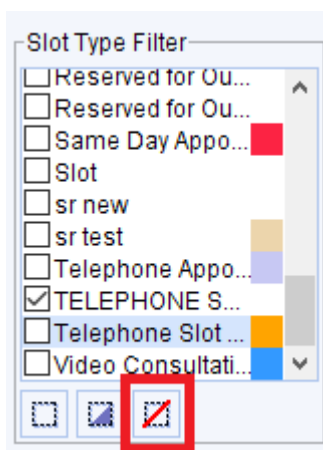 Slot Type Filter
Reserved for Ou...
Reserved for Ou...
Same Day Appo...
Slot
sr new
sr test
Telephone Appo...
TELEPHONE S...
Telephone Slot ...
Video Consultati...